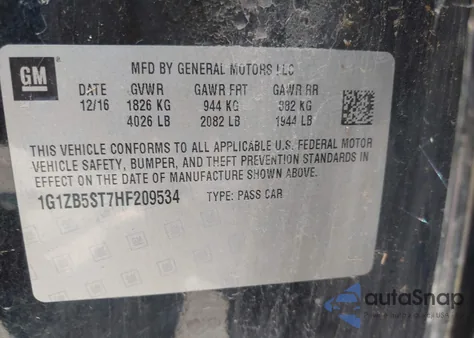 GM
MFD BY GENERAL MOTORS LLC
DATE GVWR GAWR FRT GAWR RR
12/16 1826 KG 944 KG 882 KG
4026 LB 2082 LB 1944 LB
THIS VEHICLE CONFORMS TO ALL APPLICABLE U.S. FEDERAL MOTOR
VEHICLE SAFETY, BUMPER, AND THEFT PREVENTION STANDARDS IN
EFFECT ON THE DATE OF MANUFACTURE SHOWN ABOVE.
1G1ZB5ST7HF209534 TYPE: PASS CAR
autoSnap